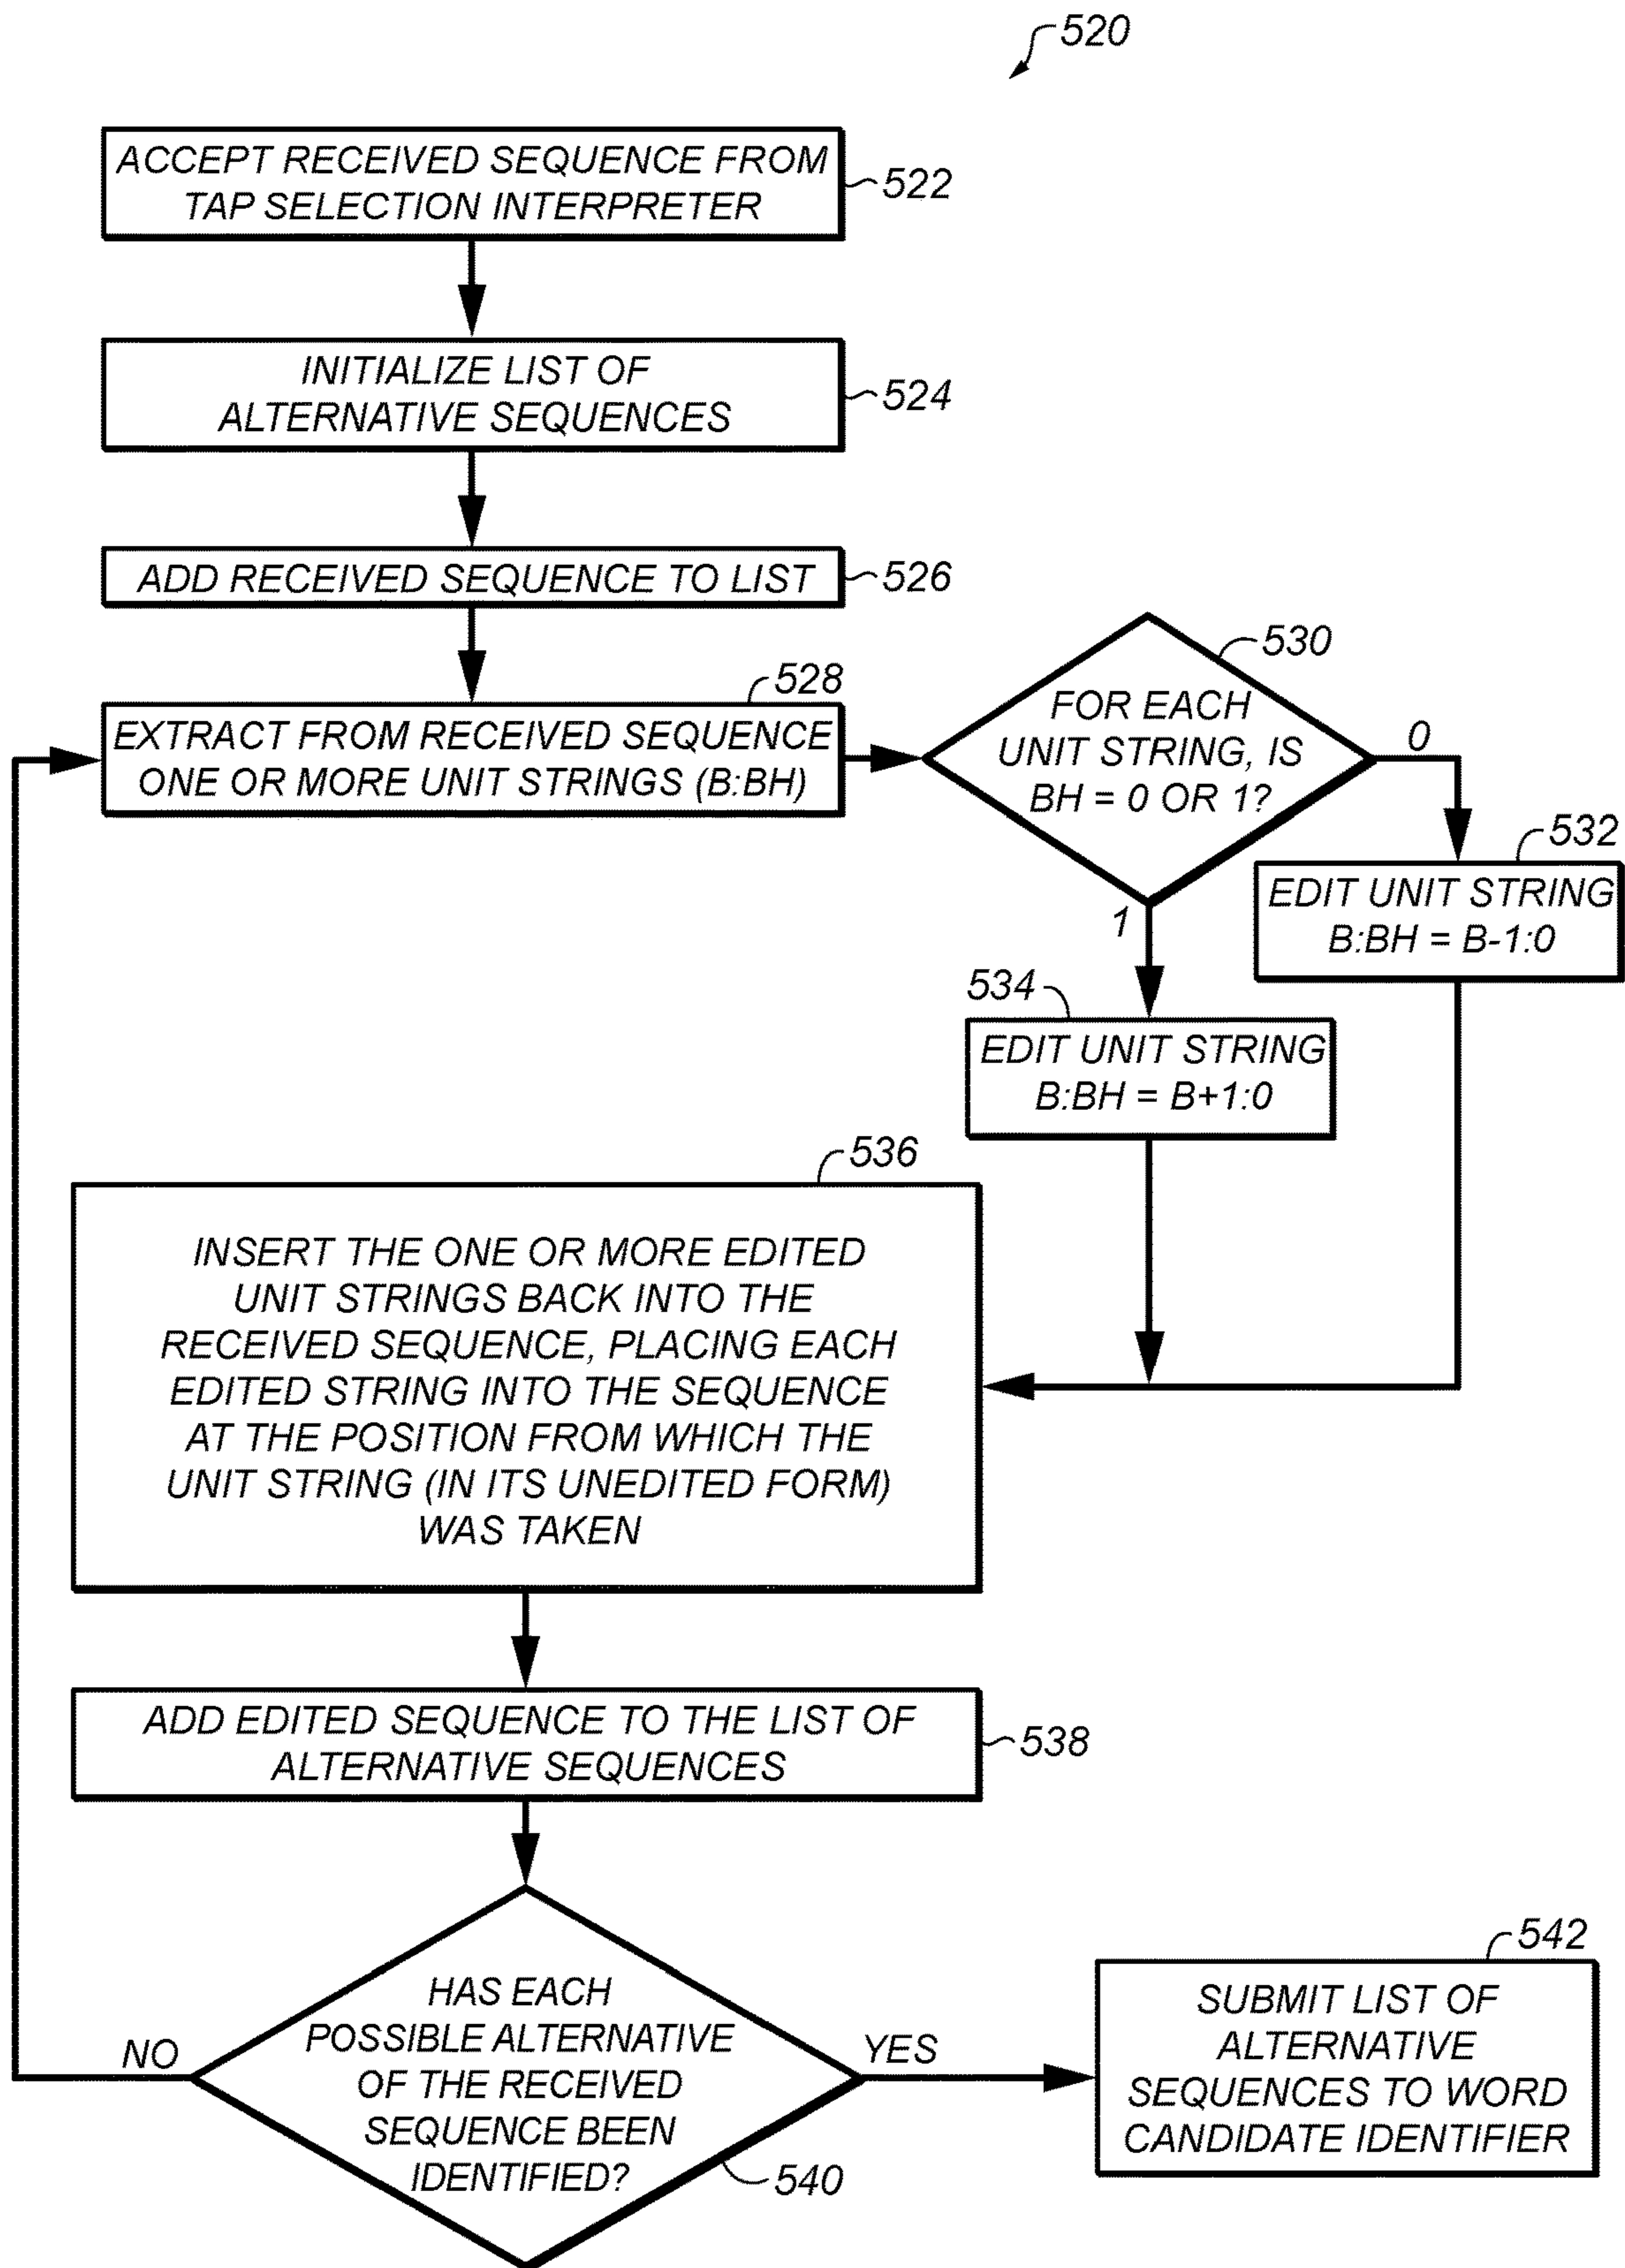 520
ACCEPT RECEIVED SEQUENCE FROM
TAP SELECTION INTERPRETER
522
INITIALIZE LIST OF
ALTERNATIVE SEQUENCES
524
ADD RECEIVED SEQUENCE TO LIST
526
528
EXTRACT FROM RECEIVED SEQUENCE
ONE OR MORE UNIT STRINGS (B:BH)
530
FOR EACH
UNIT STRING, IS
BH = 0 OR 1?
0
1
532
EDIT UNIT STRING
B:BH = B-1:0
534
EDIT UNIT STRING
B:BH = B+1:0
536
INSERT THE ONE OR MORE EDITED
UNIT STRINGS BACK INTO THE
RECEIVED SEQUENCE, PLACING EACH
EDITED STRING INTO THE SEQUENCE
AT THE POSITION FROM WHICH THE
UNIT STRING (IN ITS UNEDITED FORM)
WAS TAKEN
ADD EDITED SEQUENCE TO THE LIST OF
ALTERNATIVE SEQUENCES
538
HAS EACH
POSSIBLE ALTERNATIVE
OF THE RECEIVED
SEQUENCE BEEN
IDENTIFIED?
540
NO
YES
542
SUBMIT LIST OF
ALTERNATIVE
SEQUENCES TO WORD
CANDIDATE IDENTIFIER